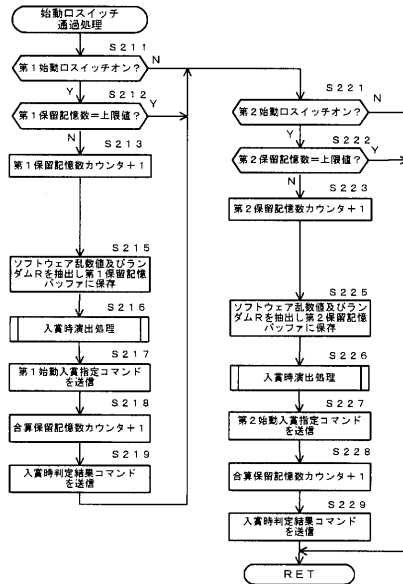 始動口スイッチ
通過処理
S211
第1始動口スイッチオン?
N
Y
S212
第1保留記憶数=上限値?
Y
N
S213
第1保留記憶数カウンタ+1
S215
ソフトウェア乱数値及びラン
ダムRを抽出し第1保留記憶
バッファに保存
S216
入賞時演出処理
S217
第1始動入賞指定コマンド
を送信
S218
合算保留記憶数カウンタ+1
S219
入賞時判定結果コマンド
を送信
S221
第2始動口スイッチオン?
N
Y
S222
第2保留記憶数=上限値?
Y
N
S223
第2保留記憶数カウンタ+1
S225
ソフトウェア乱数値及びラン
ダムRを抽出し第2保留記憶
バッファに保存
S226
入賞時演出処理
S227
第2始動入賞指定コマンド
を送信
S228
合算保留記憶数カウンタ+1
S229
入賞時判定結果コマンド
を送信
RET